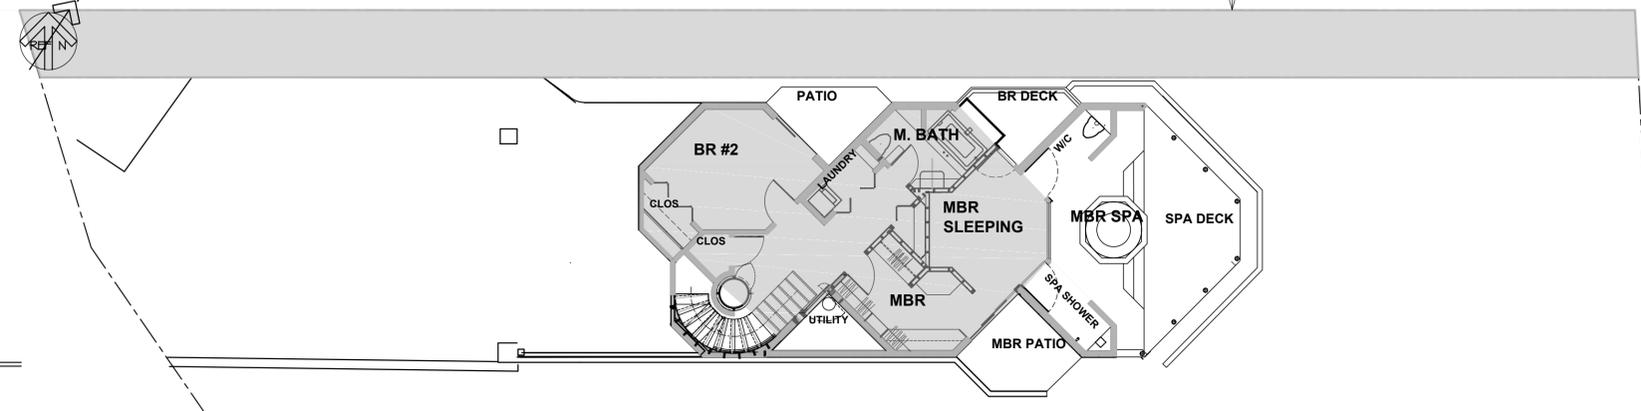 REF N
PATIO
BR DECK
M. BATH
BR #2
W/C
LAUNDRY
CLOS
MBR
SLEEPING
MBR SPA
SPA DECK
CLOS
SPA SHOWER
MBR
UTILITY
MBR PATIO